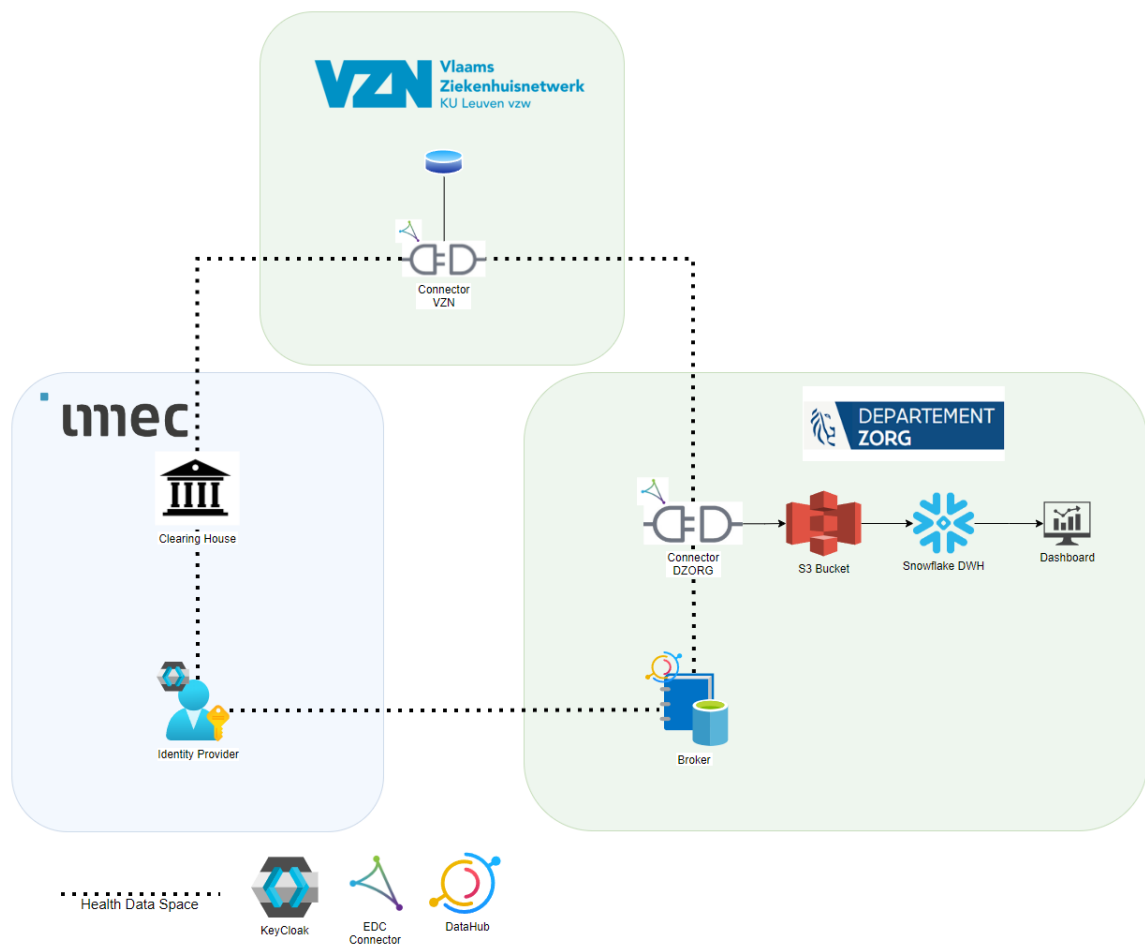 VZN
Vlaams
Ziekenhuisnetwerk
KU Leuven vzw
Connector
VZN
imec
DEPARTEMENT
ZORG
Clearing House
Connector
DZORG
S3 Bucket
Snowflake DWH
Dashboard
Identity Provider
Broker
Health Data Space
KeyCloak
EDC
Connector
DataHub